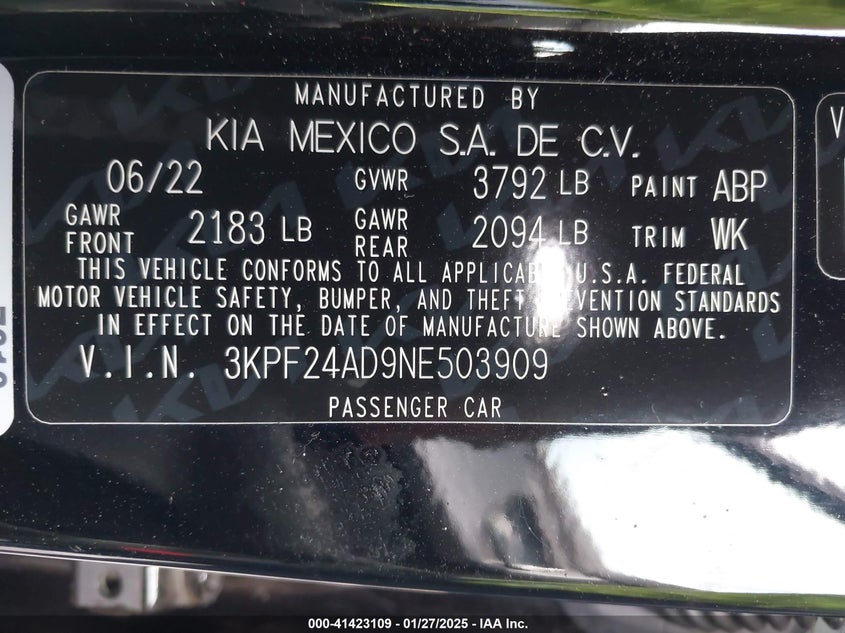 MANUFACTURED BY
KIA MEXICO S.A. DE C.V.
06/22 GVWR 3792 LB PAINT ABP
GAWR FRONT 2183 LB GAWR REAR 2094 LB TRIM WK
THIS VEHICLE CONFORMS TO ALL U.S.A. FEDERAL
MOTOR VEHICLE SAFETY, BUMPER, AND THEFT STANDARDS
IN EFFECT ON THE DATE OF MANUFACTURE SHOWN ABOVE.
V.I.N. 3KPF24AD9NE503909
PASSENGER CAR
V
000-41423109 - 01/27/2025 - IAA Inc.